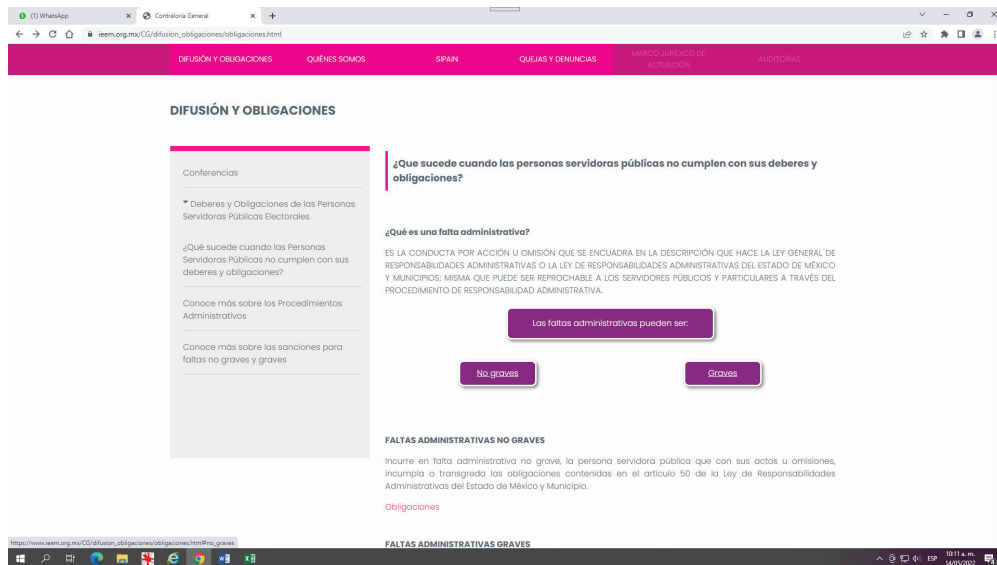 (1) WhatsApp
Contraloría General
ieem.org.mx/CG/difusion_obligaciones/obligaciones.html
DIFUSIÓN Y OBLIGACIONES
QUIÉNES SOMOS
SIPAIN
QUEJAS Y DENUNCIAS
MARCO JURÍDICO DE
ACTUACIÓN
AUDITORÍAS
DIFUSIÓN Y OBLIGACIONES
Conferencias
Deberes y Obligaciones de las Personas
Servidoras Públicas Electorales
¿Qué sucede cuando las Personas
Servidoras Públicas no cumplen con sus
deberes y obligaciones?
Conoce más sobre los Procedimientos
Administrativos
Conoce más sobre las sanciones para
faltas no graves y graves
¿Que sucede cuando las personas servidoras públicas no cumplen con sus deberes y
obligaciones?
¿Qué es una falta administrativa?
ES LA CONDUCTA POR ACCIÓN U OMISIÓN QUE SE ENCUADRA EN LA DESCRIPCIÓN QUE HACE LA LEY GENERAL DE
RESPONSABILIDADES ADMINISTRATIVAS O LA LEY DE RESPONSABILIDADES ADMINISTRATIVAS DEL ESTADO DE MÉXICO
Y MUNICIPIOS; MISMA QUE PUEDE SER REPROCHABLE A LOS SERVIDORES PÚBLICOS Y PARTICULARES A TRAVÉS DEL
PROCEDIMIENTO DE RESPONSABILIDAD ADMINISTRATIVA.
Las faltas administrativas pueden ser:
No graves
Graves
FALTAS ADMINISTRATIVAS NO GRAVES
Incurre en falta administrativa no grave, la persona servidora pública que con sus actos u omisiones,
incumpla o transgreda las obligaciones contenidas en el artículo 50 de la Ley de Responsabilidades
Administrativas del Estado de México y Municipio.
Obligaciones
FALTAS ADMINISTRATIVAS GRAVES
https://www.ieem.org.mx/CG/difusion_obligaciones/obligaciones.html#no_graves
ESP
10:11 a. m.
14/05/2022